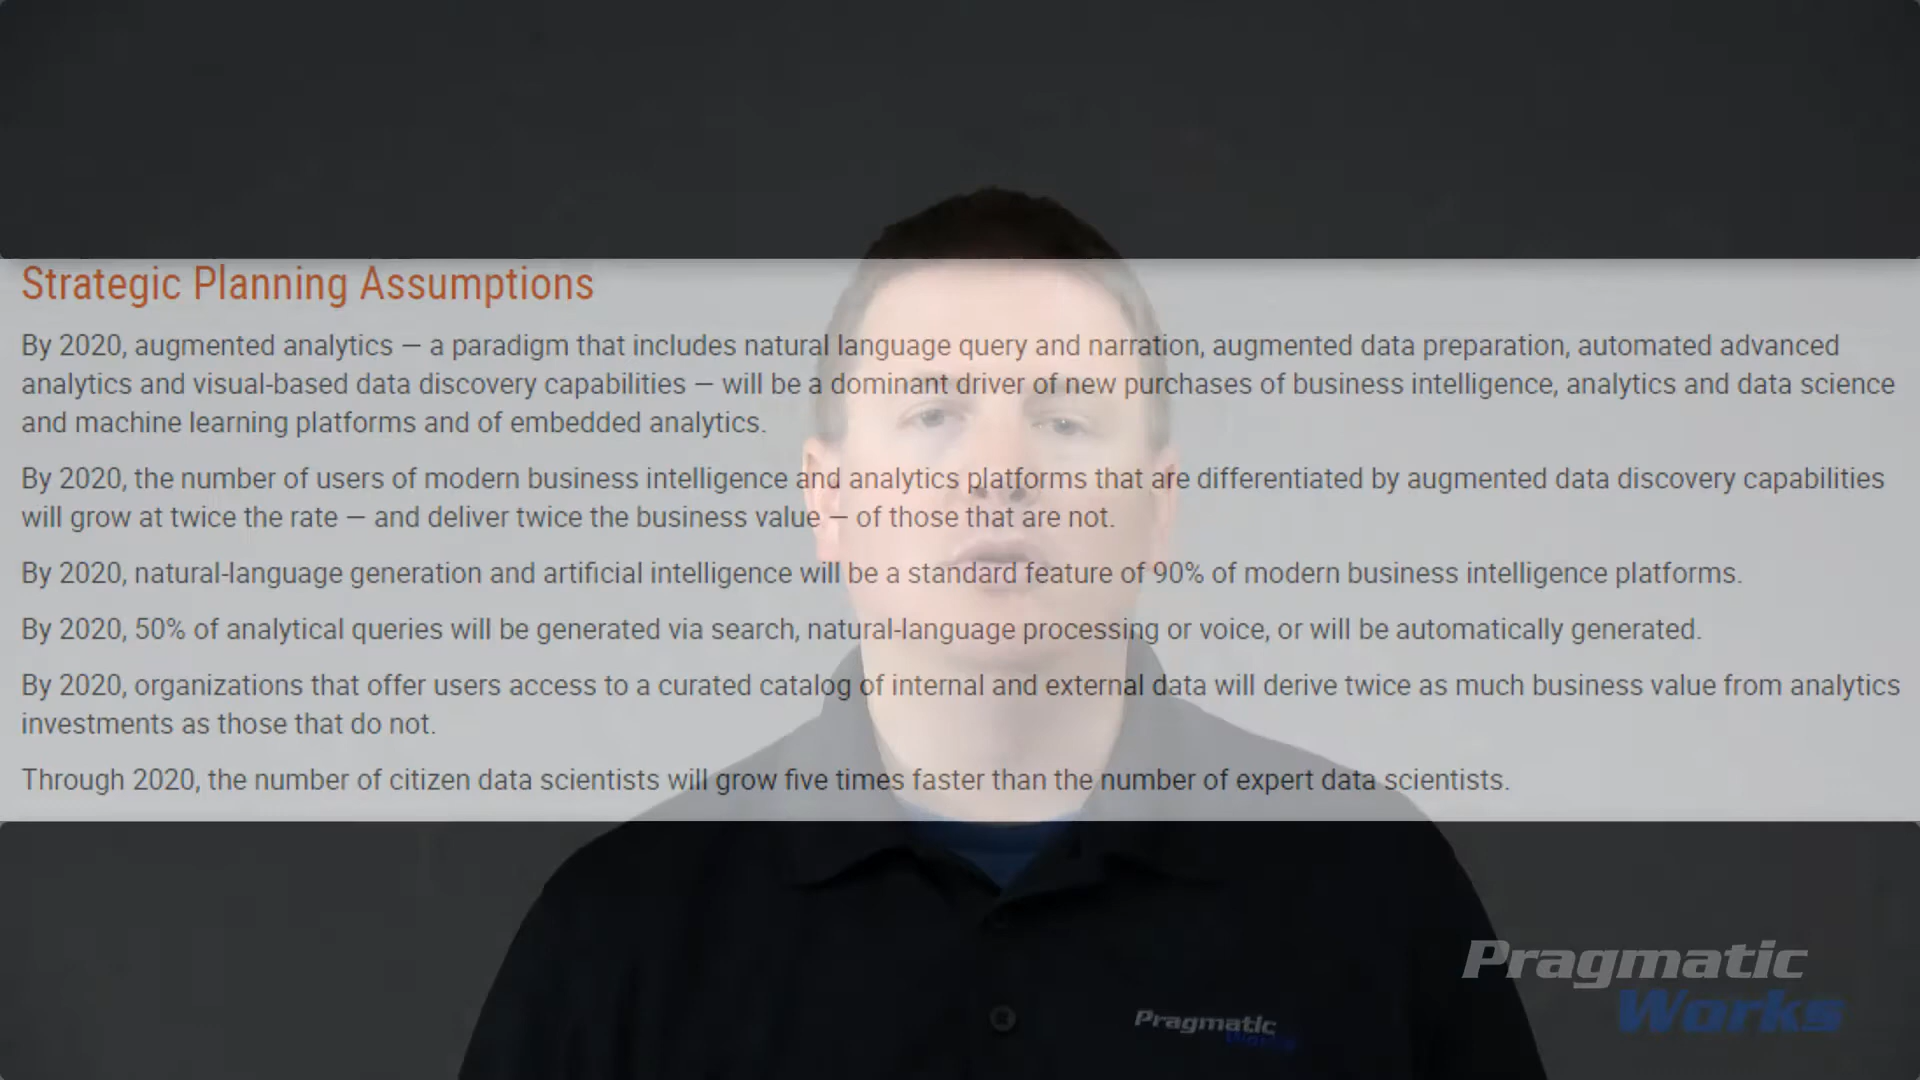 Strategic Planning Assumptions
By 2020, augmented analytics — a paradigm that includes natural language query and narration, augmented data preparation, automated advanced
analytics and visual-based data discovery capabilities — will be a dominant driver of new purchases of business intelligence, analytics and data science
and machine learning platforms and of embedded analytics.
By 2020, the number of users of modern business intelligence and analytics platforms that are differentiated by augmented data discovery capabilities
will grow at twice the rate — and deliver twice the business value — of those that are not.
By 2020, natural-language generation and artificial intelligence will be a standard feature of 90% of modern business intelligence platforms.
By 2020, 50% of analytical queries will be generated via search, natural-language processing or voice, or will be automatically generated.
By 2020, organizations that offer users access to a curated catalog of internal and external data will derive twice as much business value from analytics
investments as those that do not.
Through 2020, the number of citizen data scientists will grow five times faster than the number of expert data scientists.
Pragmatic
Works
Pragmatic
Works